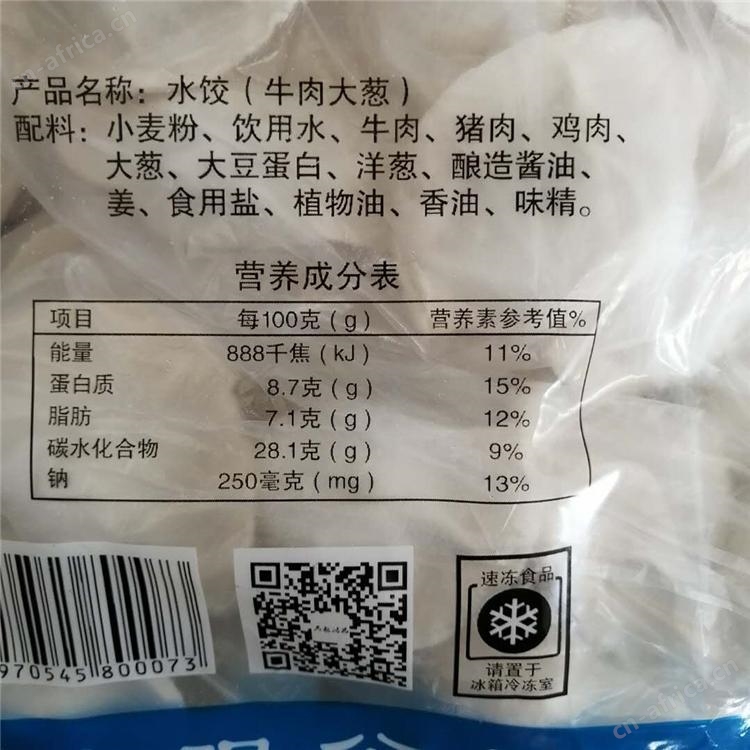 产品名称：水饺（牛肉大葱）
配料：小麦粉、饮用水、牛肉、猪肉、鸡肉、
大葱、大豆蛋白、洋葱、酿造酱油、
姜、食用盐、植物油、香油、味精。
营养成分表
项目 每100克(g) 营养素参考值%
能量 888千焦(kJ) 11%
蛋白质 8.7克(g) 15%
脂肪 7.1克(g) 12%
碳水化合物 28.1克(g) 9%
钠 250毫克(mg) 13%
970545 800073
速冻食品
请置于
冰箱冷冻室
cn-africa.cn
cn-africa.cn